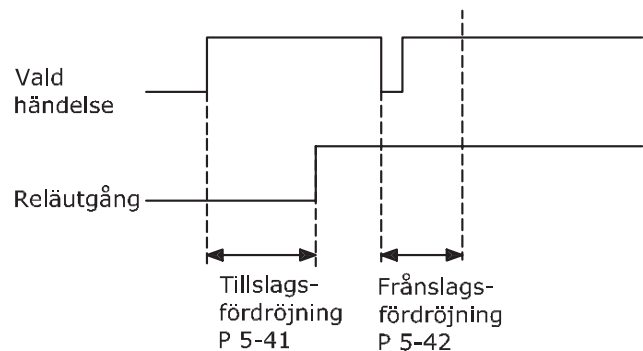 Vald
händelse
Reläutgång
Tillslags-
fördröjning
P 5-41
Frånslags-
fördröjning
P 5-42